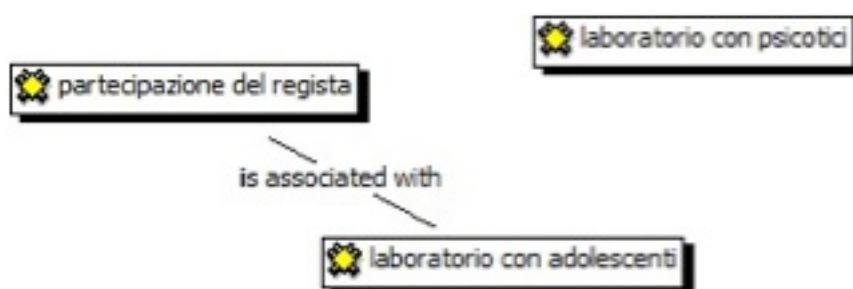 laboratorio con psicotici
partecipazione del regista
is associated with
laboratorio con adolescenti